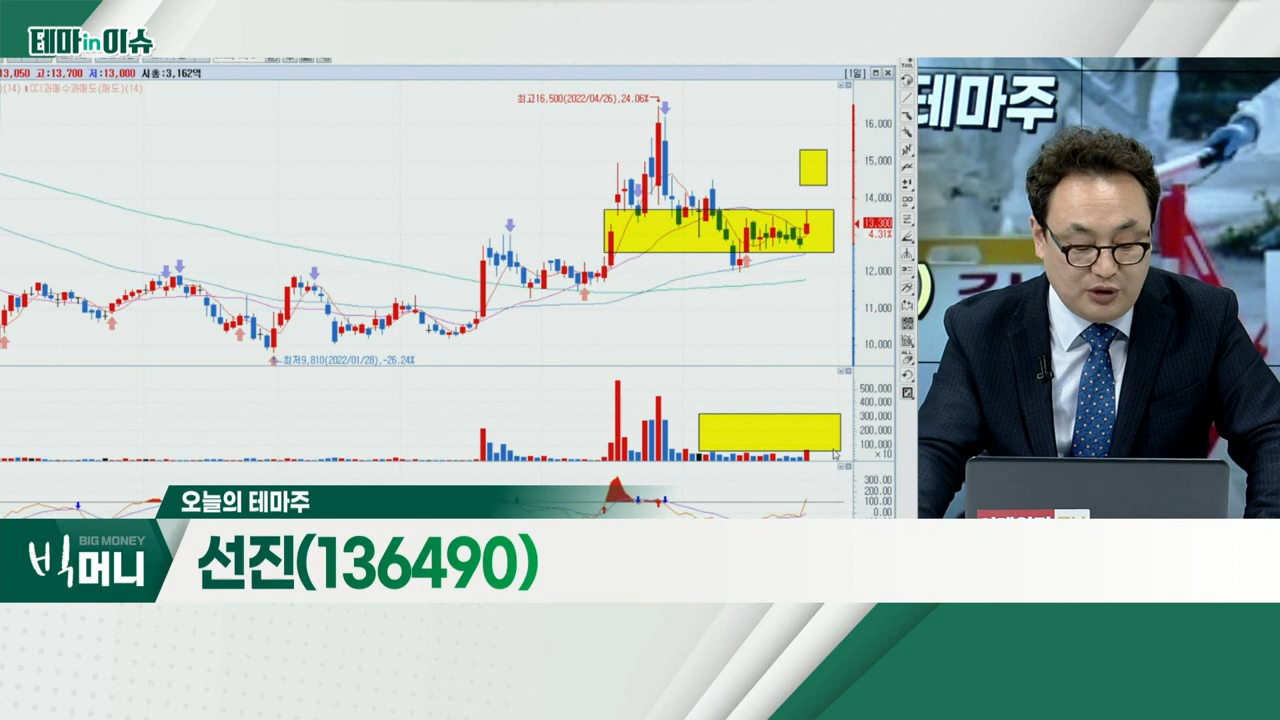 테마in이슈
13,050 고:13,700 저:13,000 시총:3,162억
[1일]
)(14) ■CCI과매수과매도(매도)(14)
최고16,500(2022/04/26),24.06%
16,000
15,000
14,000
13,300
4.31%
12,000
11,000
10,000
최저9,810(2022/01/28),-26.24%
500,000
400,000
300,000
200,000
100,000
×10
300.00
200.00
100.00
0.00
테마주
오늘의 테마주
BIG MONEY
빅머니
선진(136490)